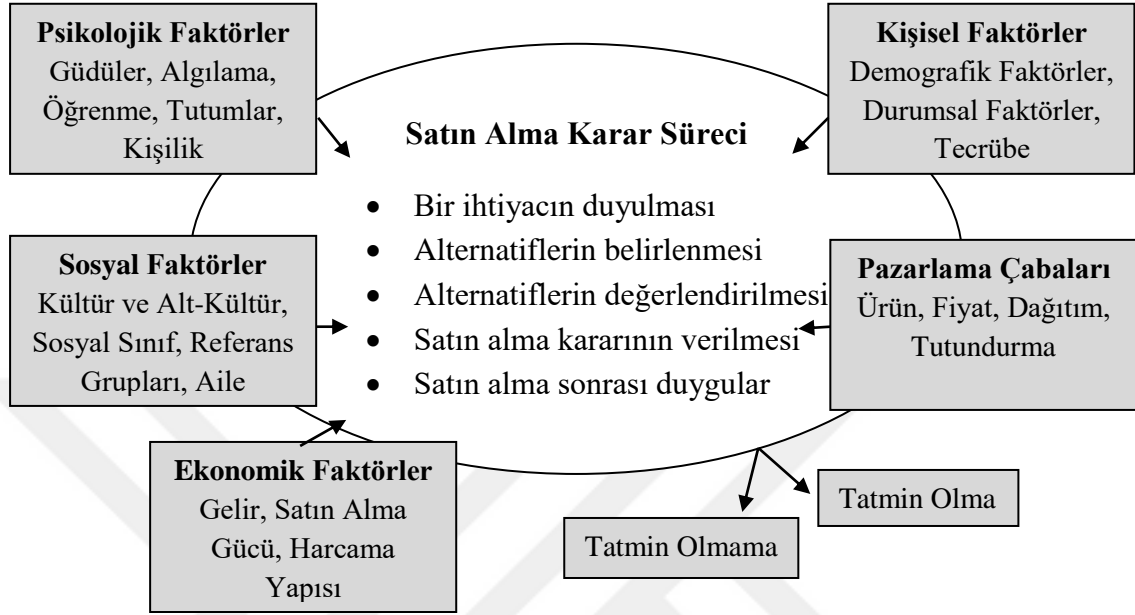 Psikolojik Faktörler
Güdüler, Algılama,
Öğrenme, Tutumlar,
Kişilik
Kişisel Faktörler
Demografik Faktörler,
Durumsal Faktörler,
Tecrübe
Satın Alma Karar Süreci
• Bir ihtiyacın duyulması
• Alternatiflerin belirlenmesi
• Alternatiflerin değerlendirilmesi
• Satın alma kararının verilmesi
• Satın alma sonrası duygular
Sosyal Faktörler
Kültür ve Alt-Kültür,
Sosyal Sınıf, Referans
Grupları, Aile
Pazarlama Çabaları
Ürün, Fiyat, Dağıtım,
Tutundurma
Ekonomik Faktörler
Gelir, Satın Alma
Gücü, Harcama
Yapısı
Tatmin Olmama
Tatmin Olma